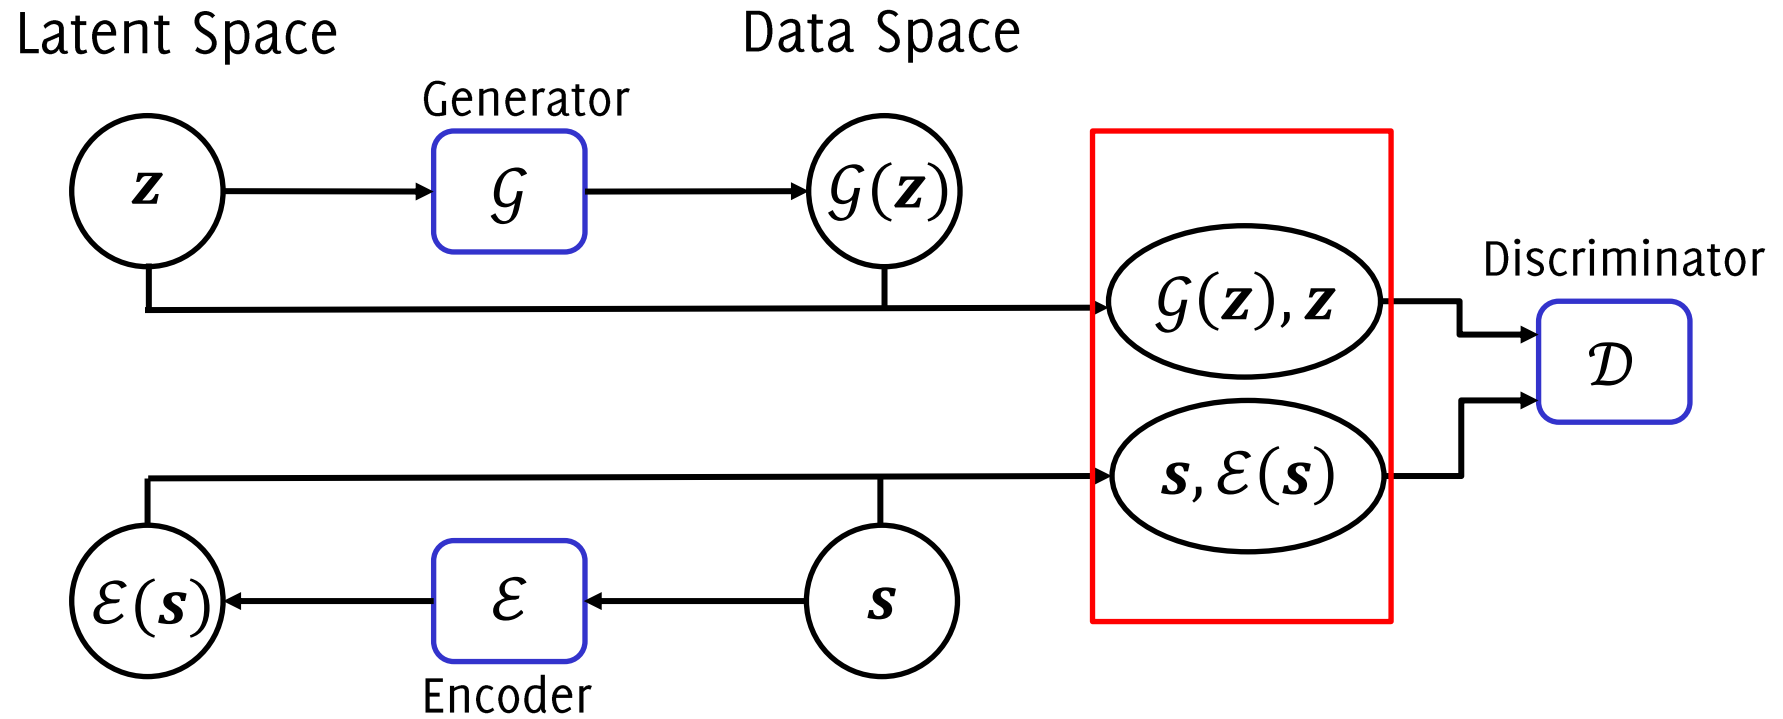 Latent Space
Data Space
Generator
z
𝒢
𝒢(z)
𝒢(z), z
Discriminator
𝒟
s, ℰ(s)
ℰ(s)
ℰ
s
Encoder